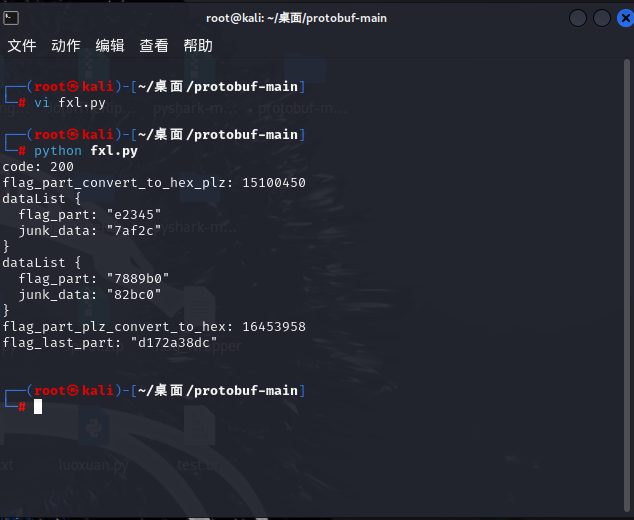 root@kali: ~/桌面/protobuf-main
文件 动作 编辑 查看 帮助
┌──(root㉿kali)-[~/桌面/protobuf-main]
└─# vi fxl.py
┌──(root㉿kali)-[~/桌面/protobuf-main]
└─# python fxl.py
code: 200
flag_part_convert_to_hex_plz: 15100450
dataList {
  flag_part: "e2345"
  junk_data: "7af2c"
}
dataList {
  flag_part: "7889b0"
  junk_data: "82bc0"
}
flag_part_plz_convert_to_hex: 16453958
flag_last_part: "d172a38dc"
┌──(root㉿kali)-[~/桌面/protobuf-main]
└─#
luoxuan.py